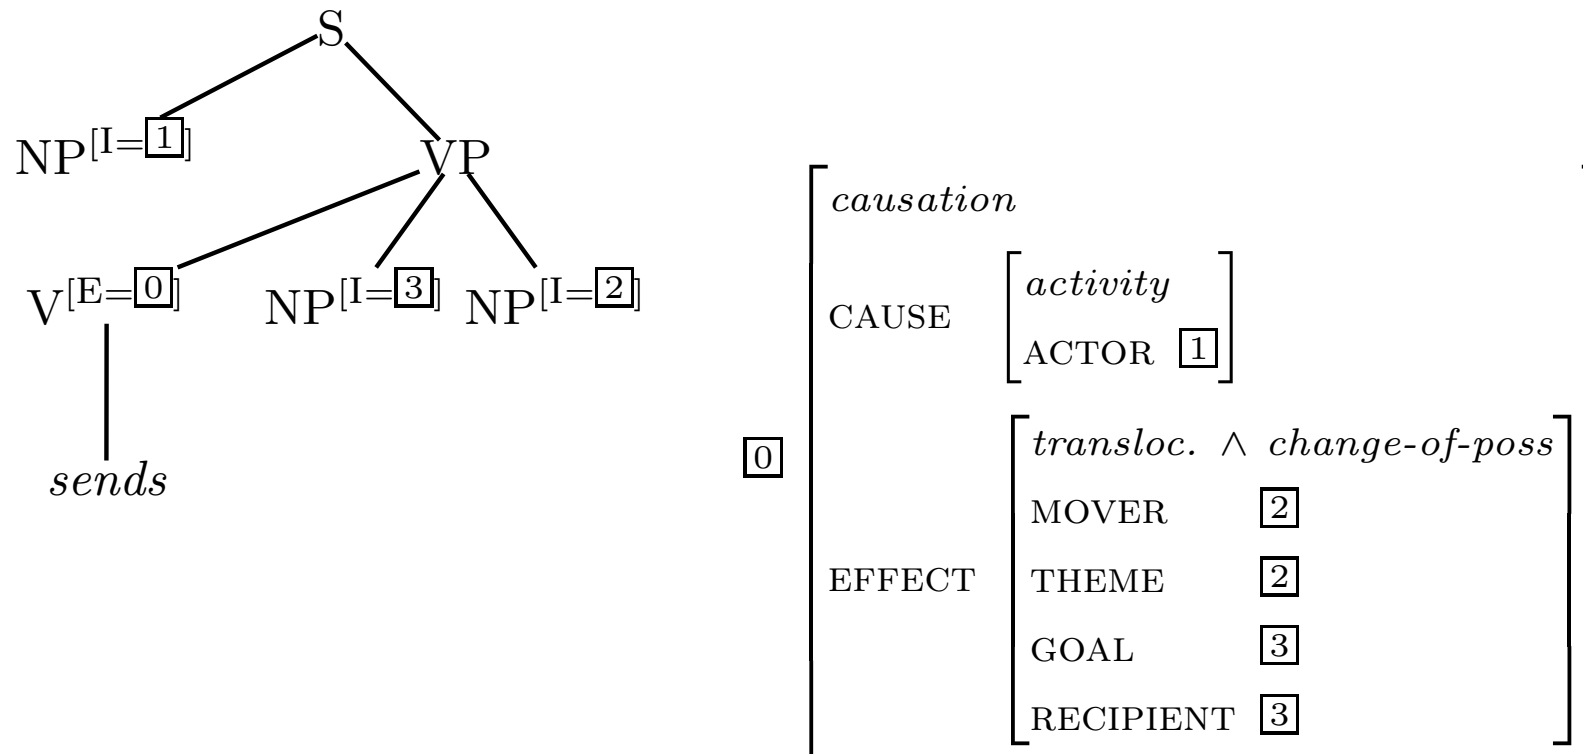 S
NP[I=1] VP
V[E=0] NP[I=3] NP[I=2]
sends
0
causation
CAUSE activity
ACTOR 1
EFFECT transloc. ∧ change-of-poss
MOVER 2
THEME 2
GOAL 3
RECIPIENT 3